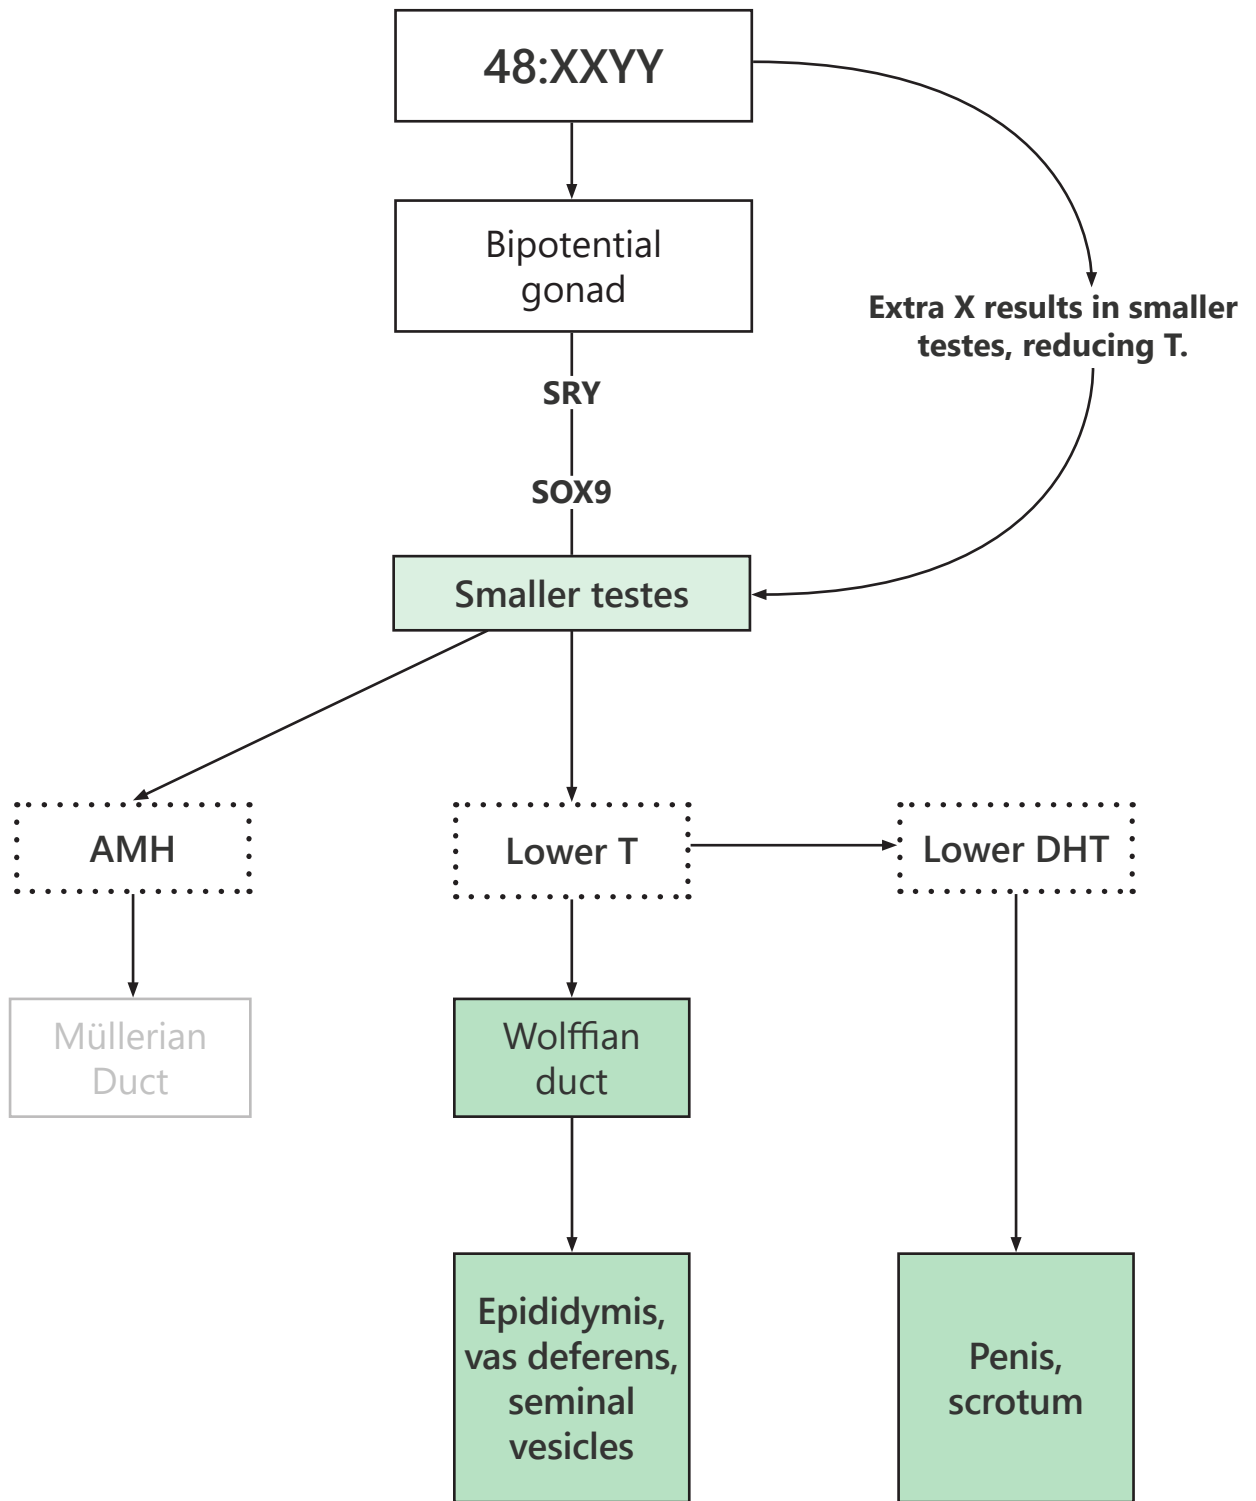 48:XXYY
Bipotential
gonad
Extra X results in smaller
testes, reducing T.
SRY
SOX9
Smaller testes
AMH
Lower T
Lower DHT
Müllerian
Duct
Wolffian
duct
Epididymis,
vas deferens,
seminal
vesicles
Penis,
scrotum